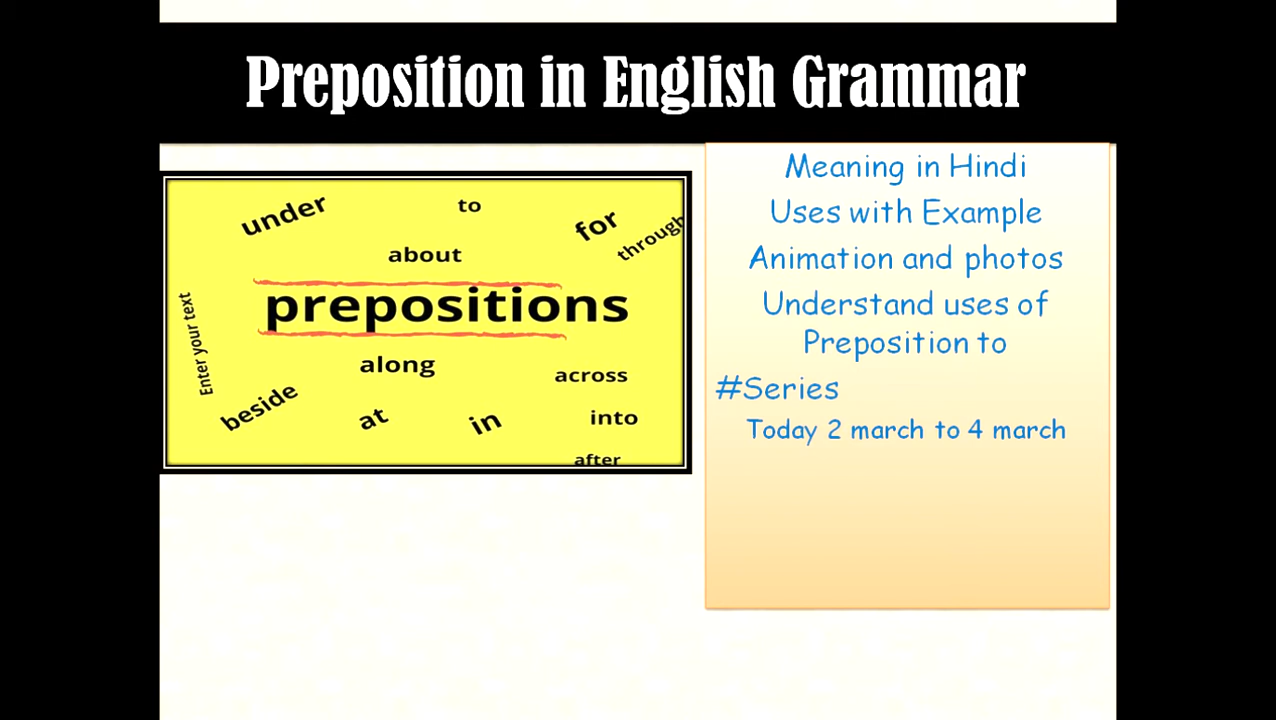 Preposition in English Grammar
under
to
for
through
about
prepositions
Enter your text
along
across
beside
at
in
into
after
Meaning in Hindi
Uses with Example
Animation and photos
Understand uses of
Preposition to
#Series
Today 2 march to 4 march